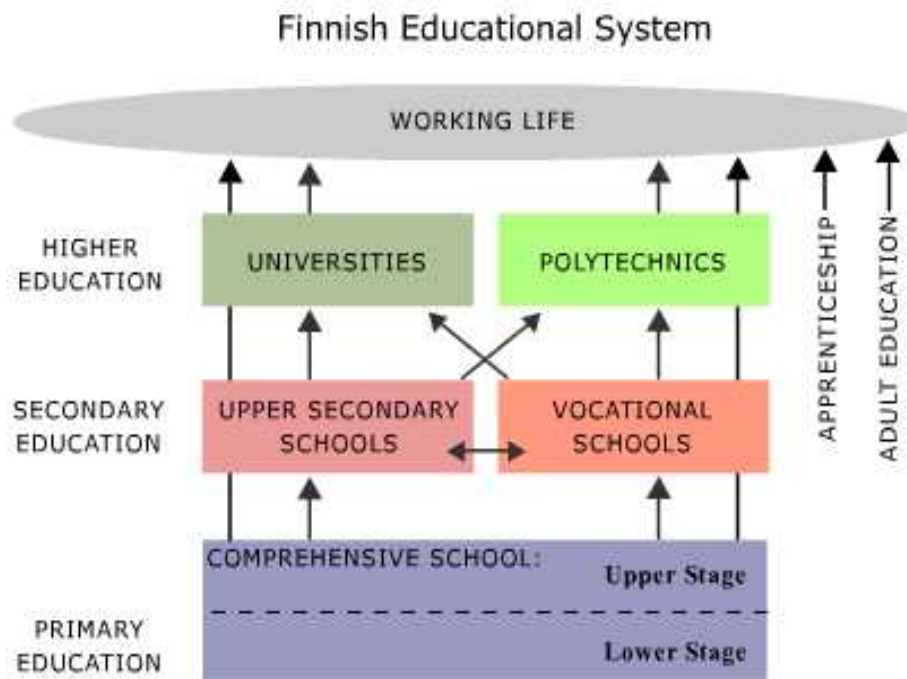 Finnish Educational System
WORKING LIFE
HIGHER
EDUCATION
UNIVERSITIES
POLYTECHNICS
SECONDARY
EDUCATION
UPPER SECONDARY
SCHOOLS
VOCATIONAL
SCHOOLS
APPRENTICESHIP
ADULT EDUCATION
COMPREHENSIVE SCHOOL:
Upper Stage
PRIMARY
EDUCATION
Lower Stage